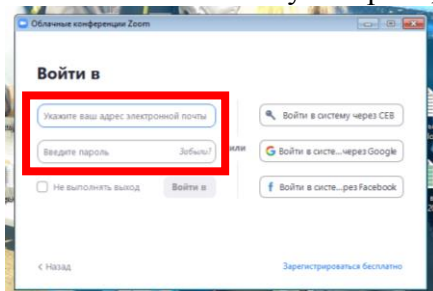 Облачные конференции Zoom
Войти в
Укажите ваш адрес электронной почты
Введите пароль Забыли?
или
Войти в систему через СЕВ
Войти в систе...через Google
Войти в систе...рез Facebook
Не выполнять выход
Войти в
< Назад
Зарегистрироваться бесплатно